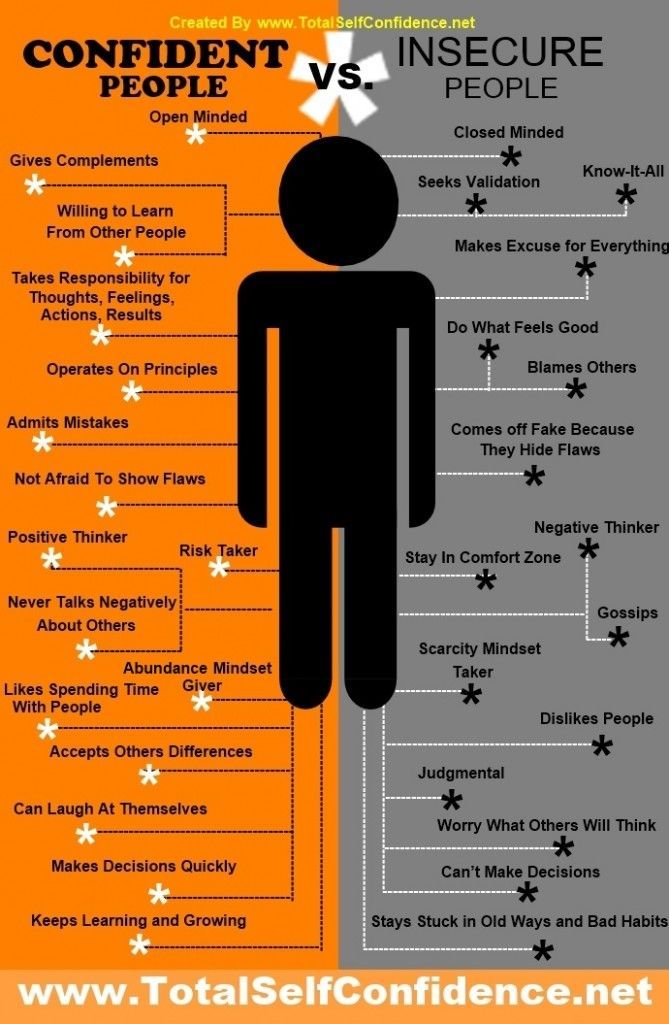 Created By www.TotalSelfConfidence.net
CONFIDENT
PEOPLE
vs.
INSECURE
PEOPLE
Open Minded
Gives Complements
Willing to Learn
From Other People
Takes Responsibility for
Thoughts, Feelings,
Actions, Results
Operates On Principles
Admits Mistakes
Not Afraid To Show Flaws
Positive Thinker
Risk Taker
Never Talks Negatively
About Others
Abundance Mindset
Giver
Likes Spending Time
With People
Accepts Others Differences
Can Laugh At Themselves
Makes Decisions Quickly
Keeps Learning and Growing
Closed Minded
Seeks Validation
Know-It-All
Makes Excuse for Everything
Do What Feels Good
Blames Others
Comes off Fake Because
They Hide Flaws
Negative Thinker
Stay In Comfort Zone
Gossips
Scarcity Mindset
Taker
Dislikes People
Judgmental
Worry What Others Will Think
Can't Make Decisions
Stays Stuck in Old Ways and Bad Habits
www.TotalSelfConfidence.net